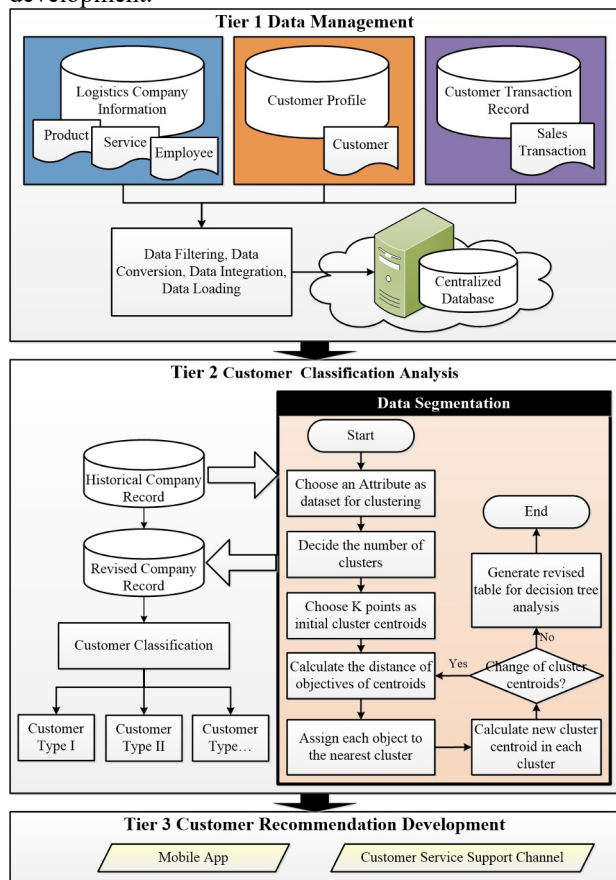 development.
Tier 1 Data Management
Logistics Company
Information
Product
Service
Employee
Customer Profile
Customer
Customer Transaction
Record
Sales
Transaction
Data Filtering, Data
Conversion, Data Integration,
Data Loading
Centralized
Database
Tier 2 Customer Classification Analysis
Data Segmentation
Historical Company
Record
Revised Company
Record
Customer Classification
Customer
Type I
Customer
Type II
Customer
Type…
Start
Choose an Attribute as
dataset for clustering
Decide the number of
clusters
Choose K points as
initial cluster centroids
Calculate the distance of
objectives of centroids
Assign each object to
the nearest cluster
Calculate new cluster
centroid in each
cluster
Change of cluster
centroids?
Yes
No
Generate revised
table for decision tree
analysis
End
Tier 3 Customer Recommendation Development
Mobile App
Customer Service Support Channel